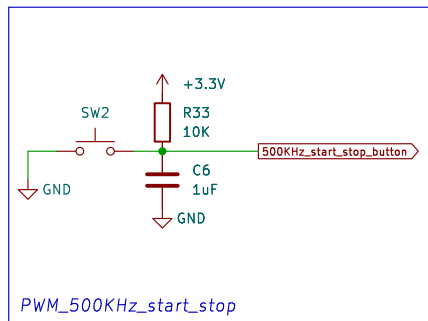 +3.3V
SW2
R33
10K
500KHz_start_stop_button
C6
1uF
GND
GND
PWM_500KHz_start_stop